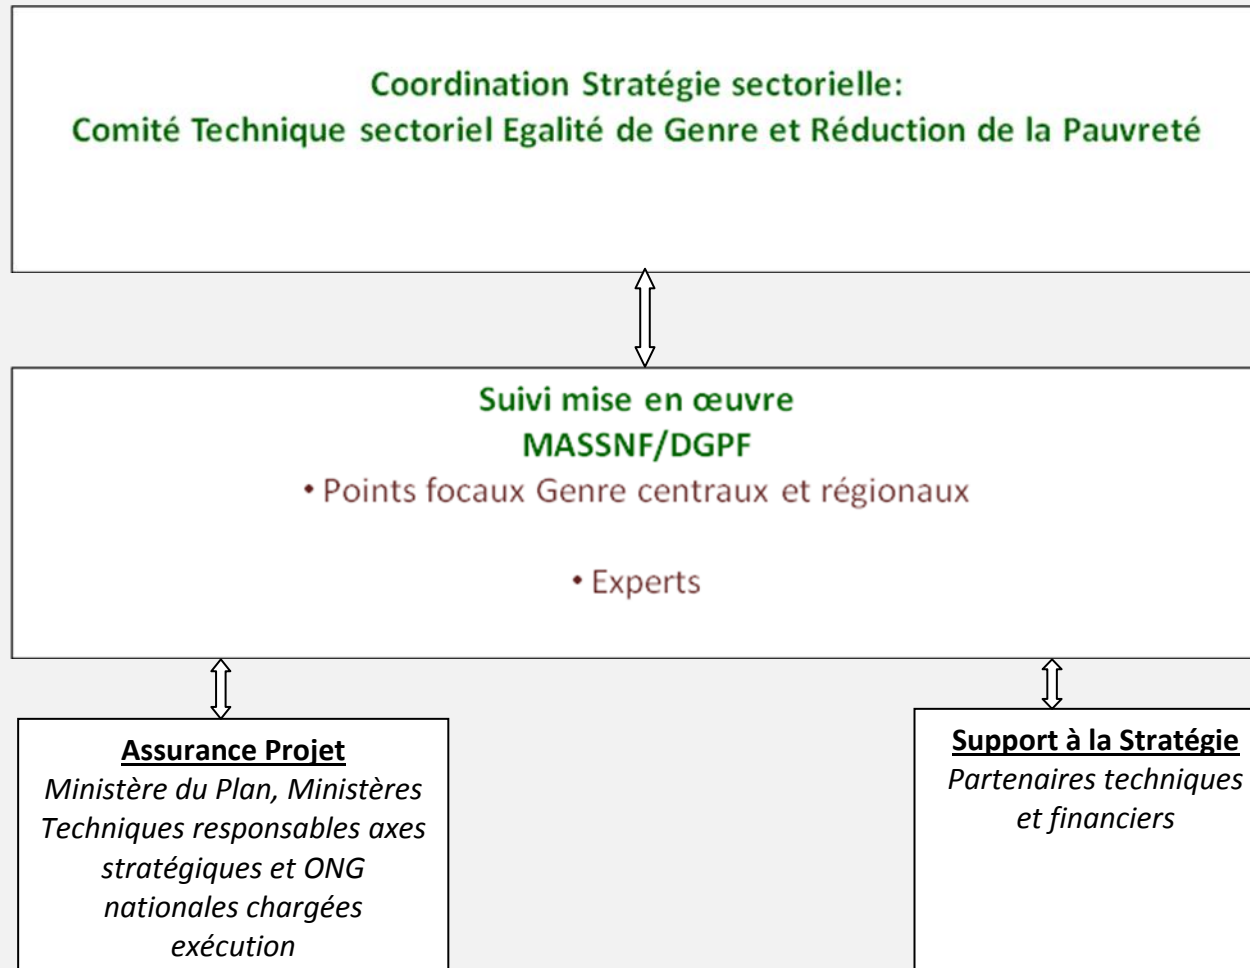 Coordination Stratégie sectorielle:
Comité Technique sectoriel Egalité de Genre et Réduction de la Pauvreté
Suivi mise en œuvre
MASSNF/DGPF
• Points focaux Genre centraux et régionaux
• Experts
Assurance Projet
Ministère du Plan, Ministères
Techniques responsables axes
stratégiques et ONG
nationales chargées
exécution
Support à la Stratégie
Partenaires techniques
et financiers